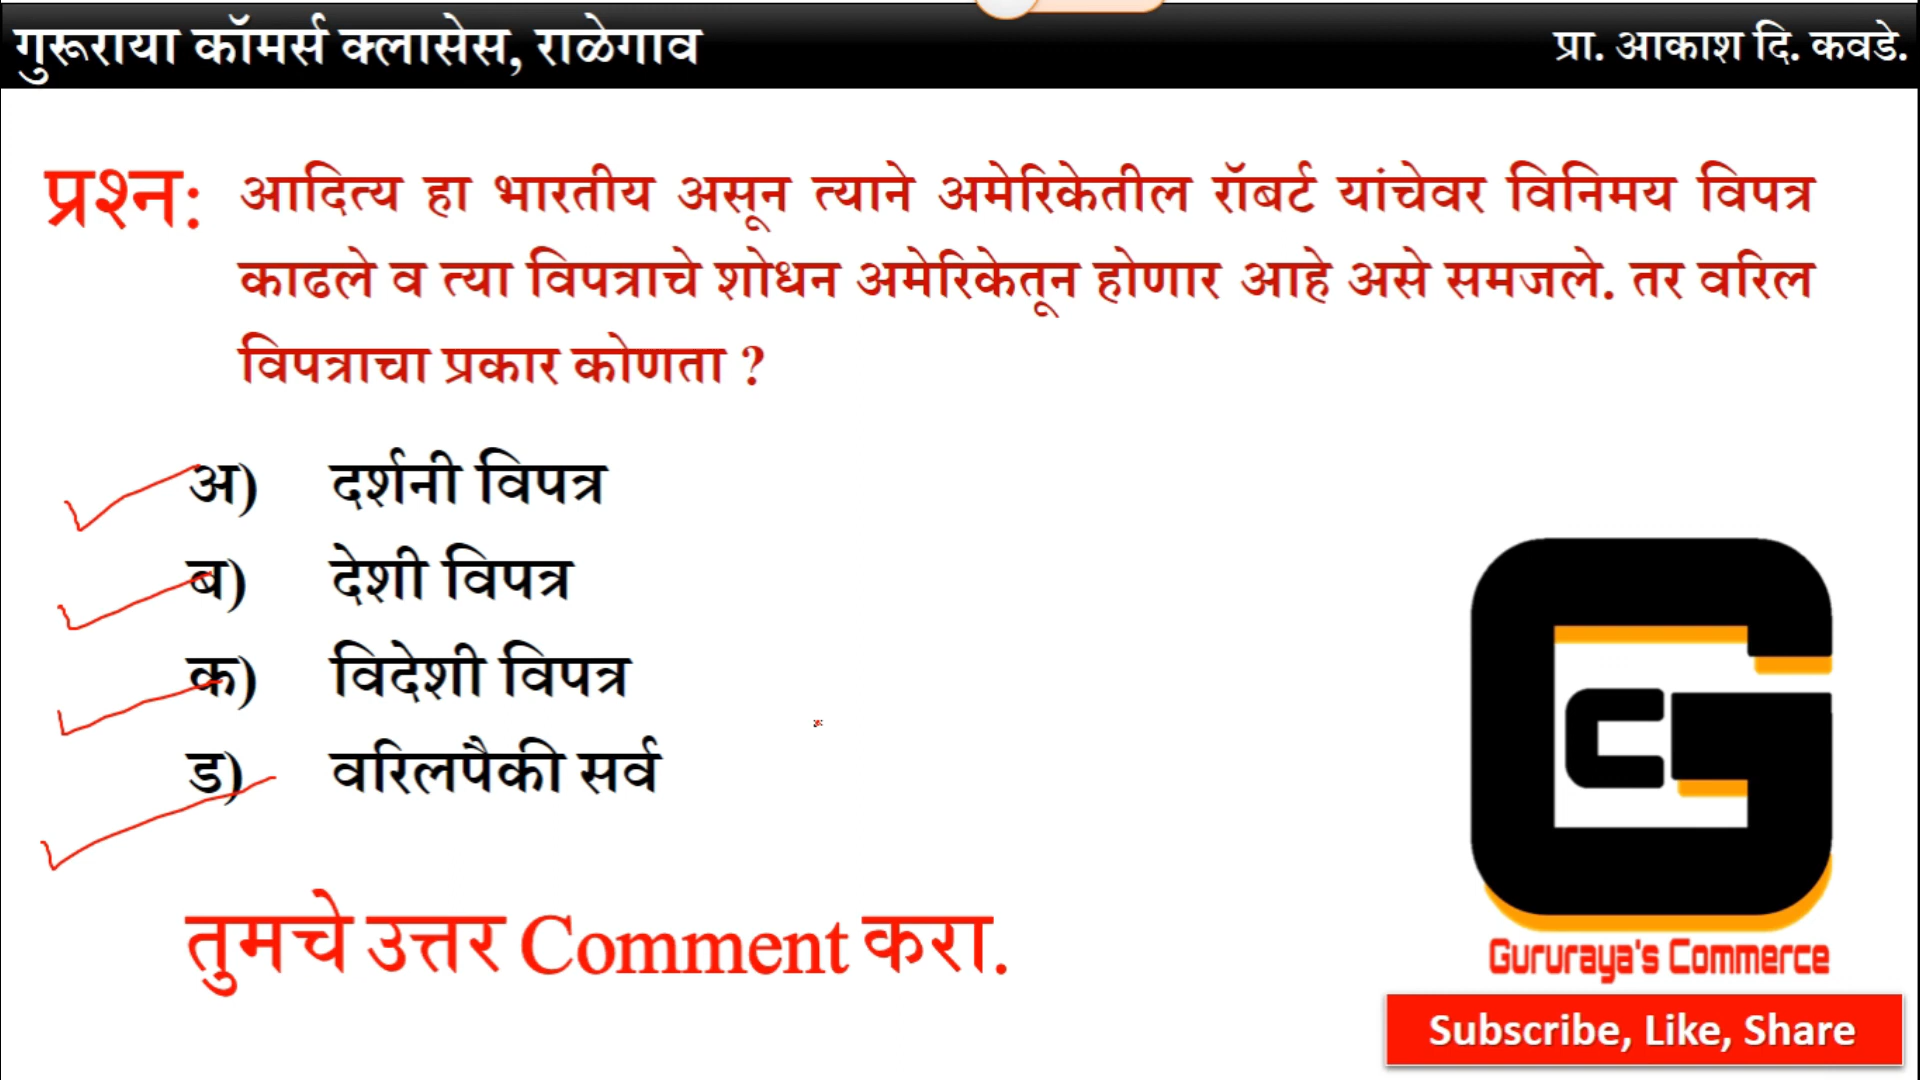 गुरूराया कॉमर्स क्लासेस, राळेगाव
प्रा. आकाश दि. कवडे.
प्रश्न: आदित्य हा भारतीय असून त्याने अमेरिकेतील रॉबर्ट यांचेवर विनिमय विपत्र
काढले व त्या विपत्राचे शोधन अमेरिकेतून होणार आहे असे समजले. तर वरिल
विपत्राचा प्रकार कोणता ?
अ) दर्शनी विपत्र
ब) देशी विपत्र
क) विदेशी विपत्र
ड) वरिलपैकी सर्व
तुमचे उत्तर Comment करा.
Gururaya's Commerce
Subscribe, Like, Share